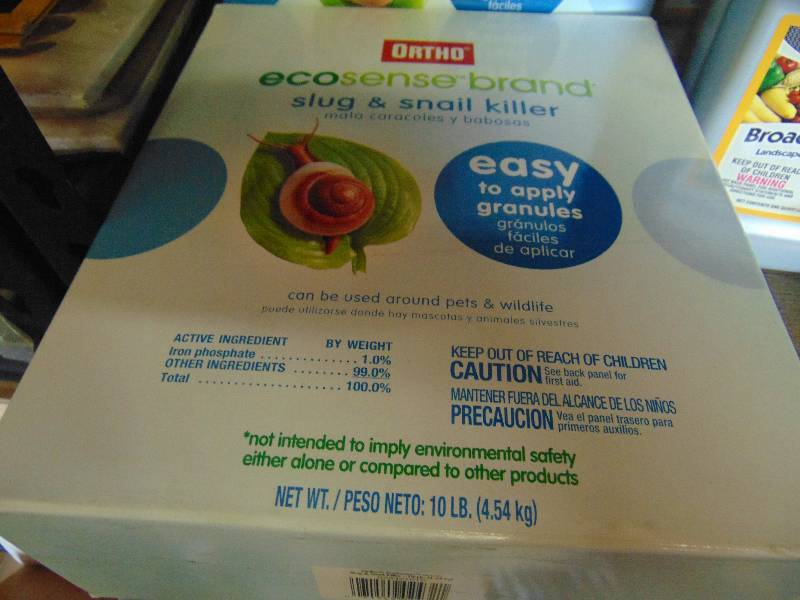 fáciles
ORTHO
ecosense brand
slug & snail killer
mata caracoles y babosas
easy
to apply
granules
gránulos
fáciles
de aplicar
can be used around pets & wildlife
puede utilizarse donde hay mascotas y animales silvestres
ACTIVE INGREDIENT BY WEIGHT
Iron phosphate .............. 1.0%
OTHER INGREDIENTS ........ 99.0%
Total ..................... 100.0%
KEEP OUT OF REACH OF CHILDREN
CAUTION See back panel for
first aid.
MANTENER FUERA DEL ALCANCE DE LOS NIÑOS
PRECAUCION Vea el panel trasero para
primeros auxilios.
*not intended to imply environmental safety
either alone or compared to other products
NET WT. / PESO NETO: 10 LB. (4.54 kg)
Broa
Landscap
KEEP OUT OF REAC
OF CHILDREN
WARNING